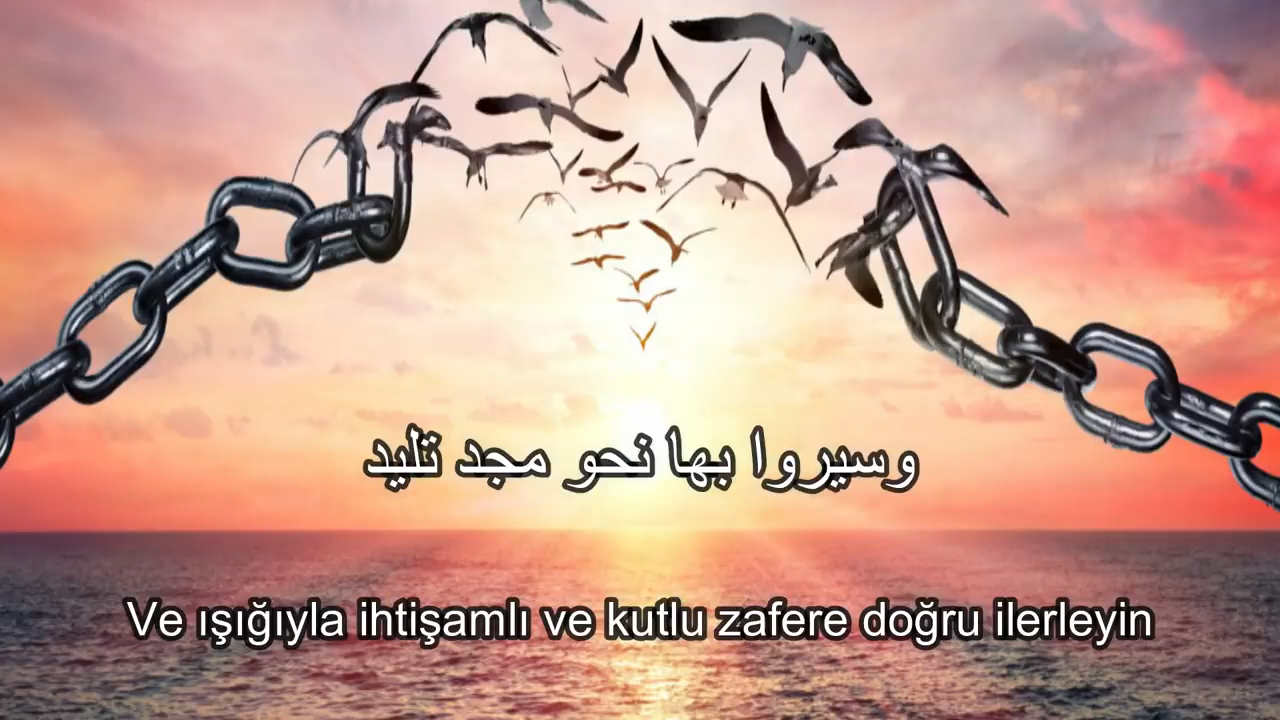 وسيروا بها نحو مجد تليد
Ve ışığıyla ihtişamlı ve kutlu zafere doğru ilerleyin